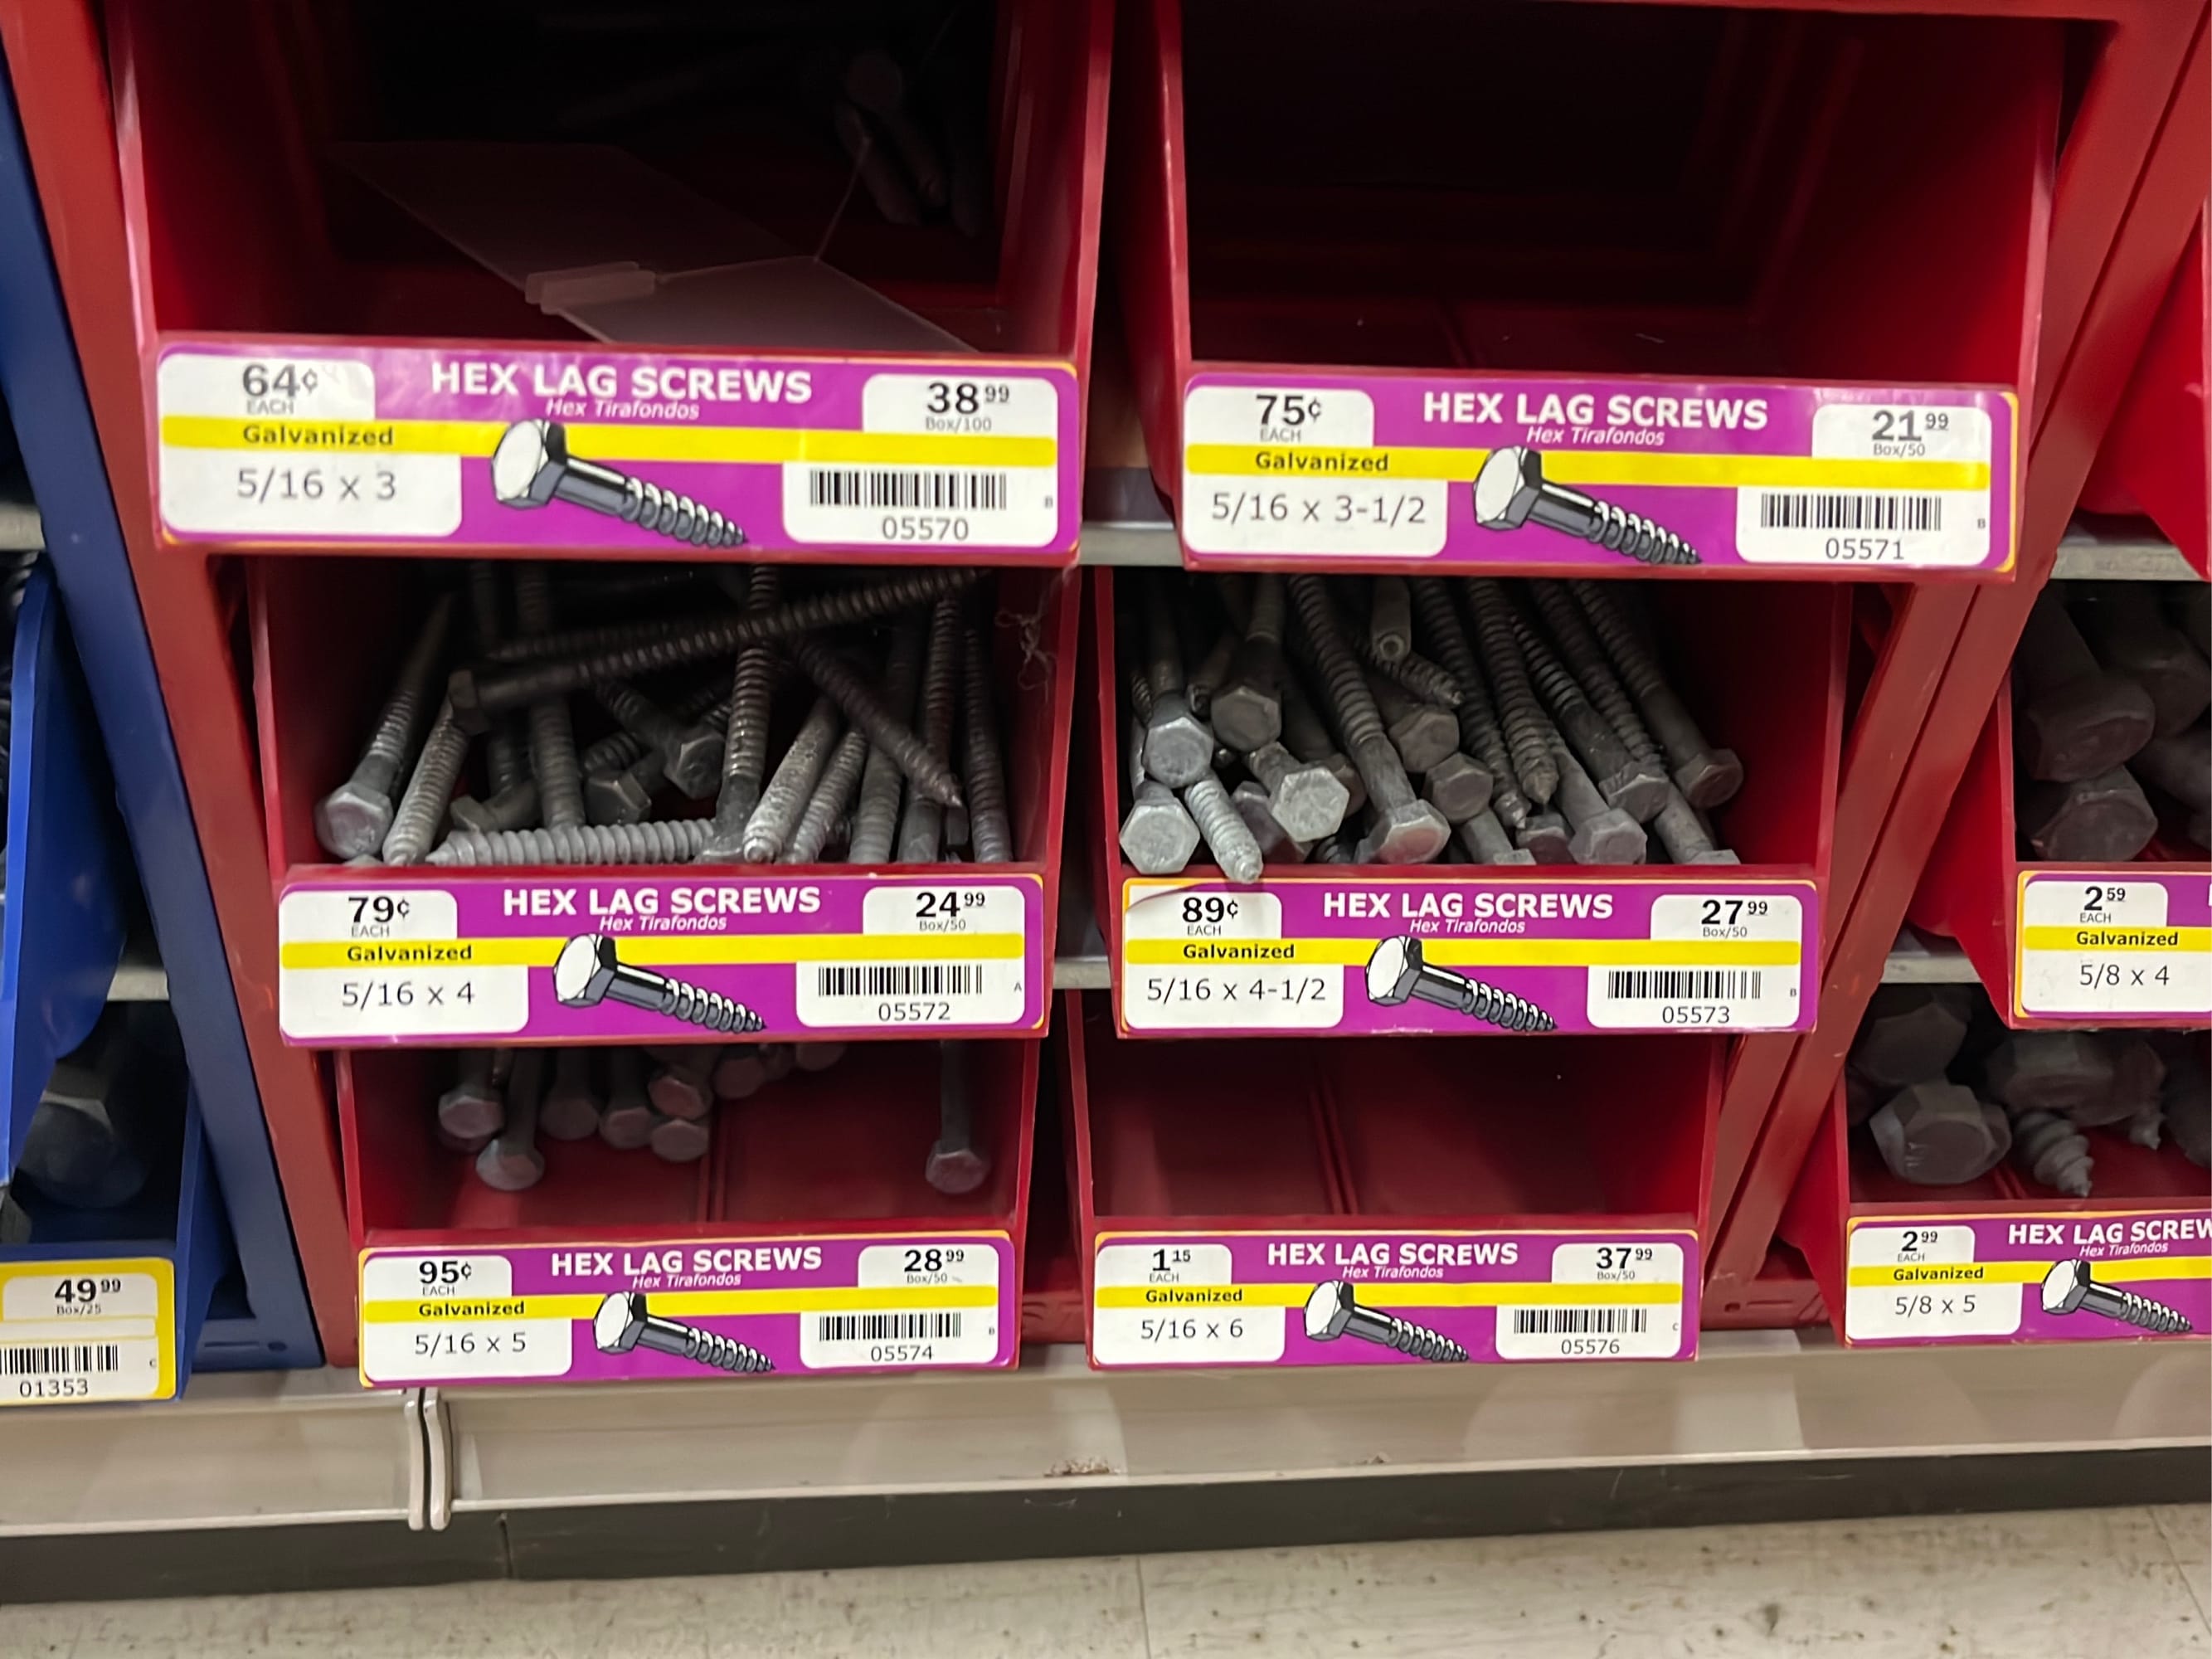 64¢
EACH
HEX LAG SCREWS
Hex Tirafondos
38 99
Box/100
Galvanized
5/16 x 3
05570
B
75¢
EACH
HEX LAG SCREWS
Hex Tirafondos
21 99
Box/50
Galvanized
5/16 x 3-1/2
05571
B
79¢
EACH
HEX LAG SCREWS
Hex Tirafondos
24 99
Box/50
Galvanized
5/16 x 4
05572
A
89¢
EACH
HEX LAG SCREWS
Hex Tirafondos
27 99
Box/50
Galvanized
5/16 x 4-1/2
05573
B
2 59
EACH
Galvanized
5/8 x 4
49 99
Box/25
01353
C
95¢
EACH
HEX LAG SCREWS
Hex Tirafondos
28 99
Box/50
Galvanized
5/16 x 5
05574
B
1 15
EACH
HEX LAG SCREWS
Hex Tirafondos
37 99
Box/50
Galvanized
5/16 x 6
05576
C
2 99
EACH
HEX LAG SCREW
Hex Tirafondos
Galvanized
5/8 x 5